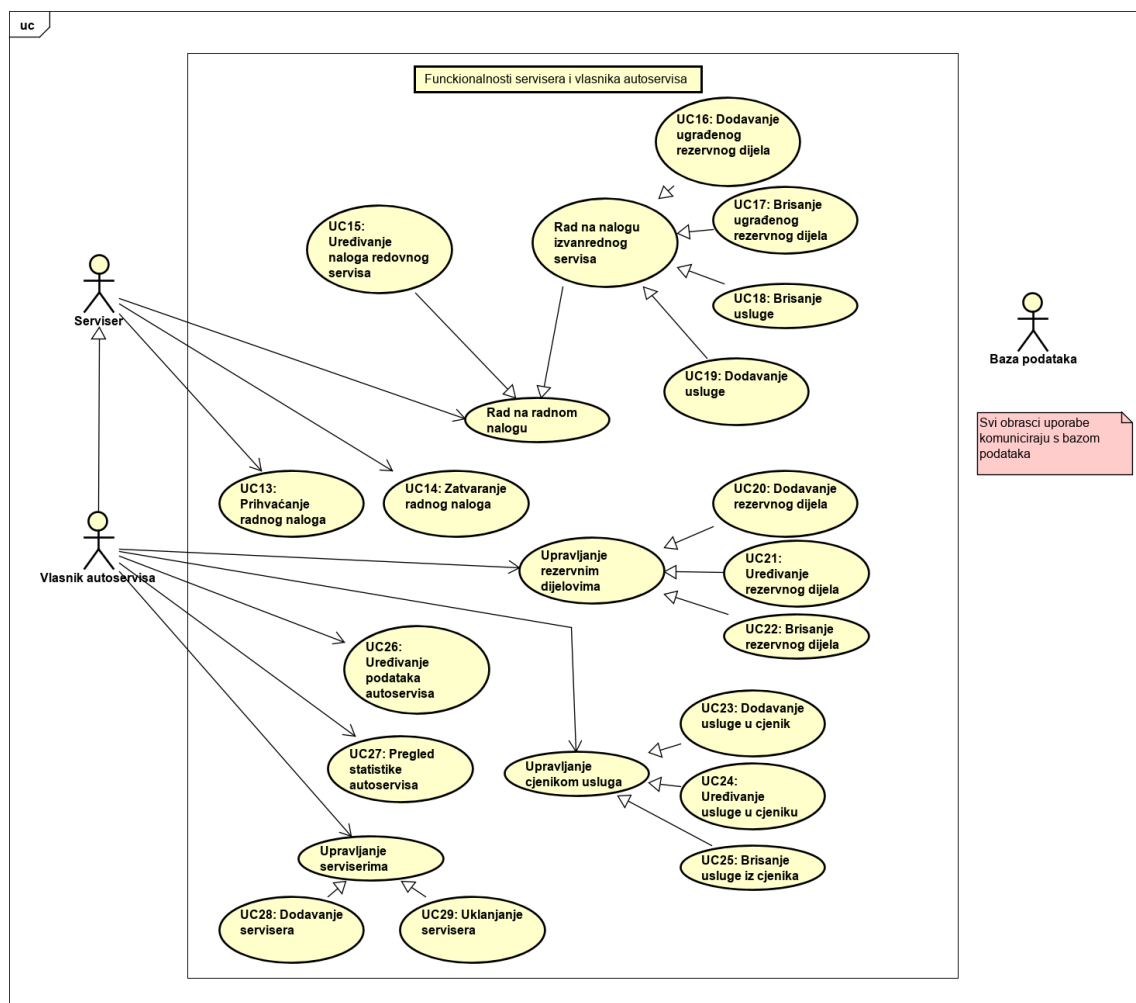 uc
Funckionalnosti servisera i vlasnika autoservisa
UC16: Dodavanje
ugrađenog
rezervnog dijela
UC17: Brisanje
ugrađenog
rezervnog dijela
UC15:
Uređivanje
naloga redovnog
servisa
Rad na nalogu
izvanrednog
servisa
UC18: Brisanje
usluge
Serviser
Baza podataka
UC19: Dodavanje
usluge
Rad na radnom
nalogu
Svi obrasci uporabe
komuniciraju s bazom
podataka
UC13:
Prihvaćanje
radnog naloga
UC14: Zatvaranje
radnog naloga
UC20: Dodavanje
rezervnog dijela
Vlasnik autoservisa
Upravljanje
rezervnim
dijelovima
UC21:
Uređivanje
rezervnog dijela
UC22: Brisanje
rezervnog dijela
UC26:
Uređivanje
podataka
autoservisa
UC23: Dodavanje
usluge u cjenik
UC27: Pregled
statistike
autoservisa
Upravljanje
cjenikom usluga
UC24:
Uređivanje
usluge u cjeniku
Upravljanje
serviserima
UC25: Brisanje
usluge iz cjenika
UC28: Dodavanje
servisera
UC29: Uklanjanje
servisera